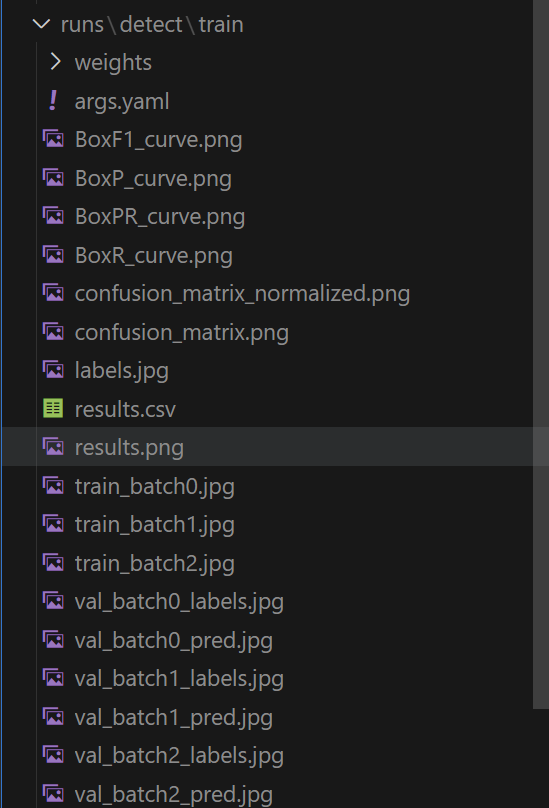 runs\detect\train
weights
! args.yaml
BoxF1_curve.png
BoxP_curve.png
BoxPR_curve.png
BoxR_curve.png
confusion_matrix_normalized.png
confusion_matrix.png
labels.jpg
results.csv
results.png
train_batch0.jpg
train_batch1.jpg
train_batch2.jpg
val_batch0_labels.jpg
val_batch0_pred.jpg
val_batch1_labels.jpg
val_batch1_pred.jpg
val_batch2_labels.jpg
val_batch2_pred.jpg